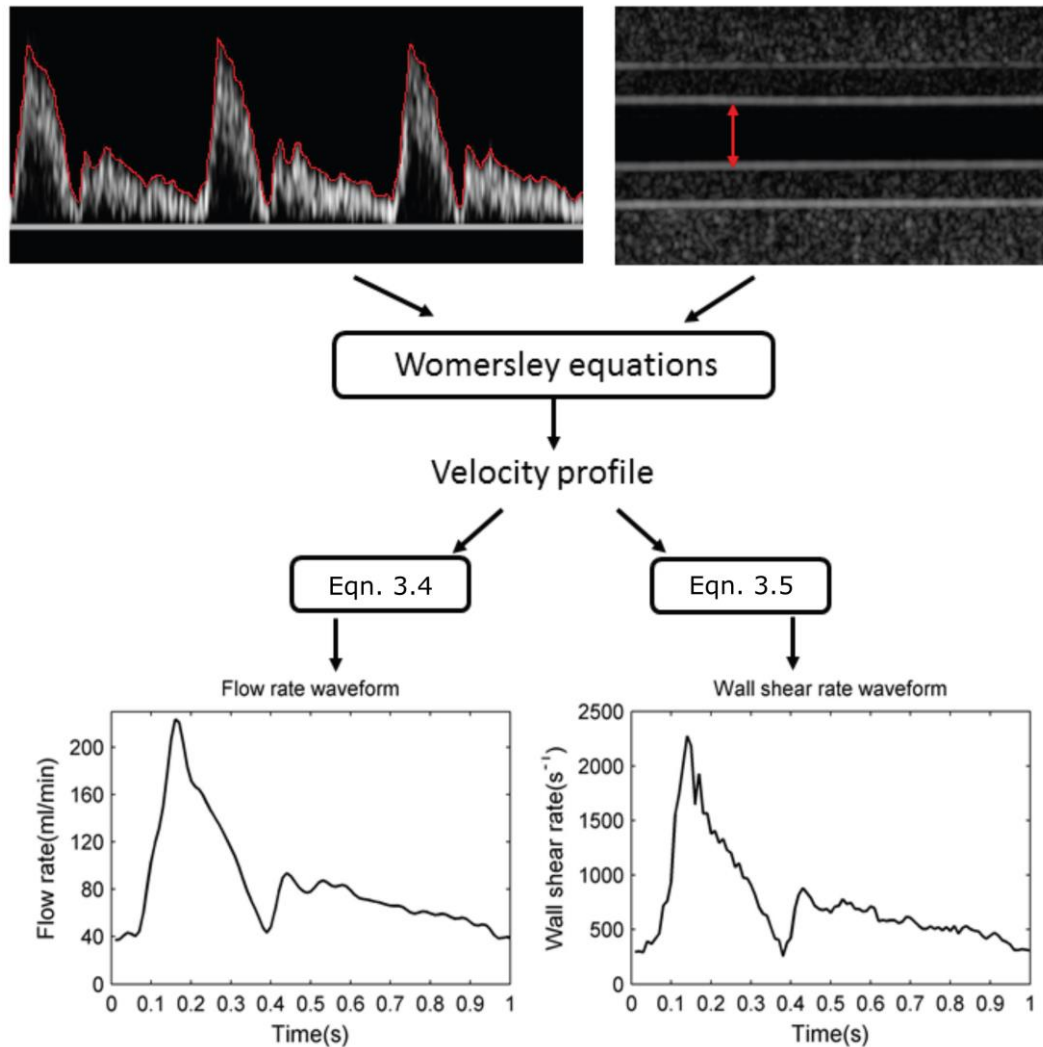 Womersley equations
Velocity profile
Eqn. 3.4
Eqn. 3.5
Flow rate waveform
Flow rate(ml/min)
200
160
120
80
40
0
0 0.1 0.2 0.3 0.4 0.5 0.6 0.7 0.8 0.9 1
Time(s)
Wall shear rate waveform
Wall shear rate(s⁻¹)
2500
2000
1500
1000
500
0
0 0.1 0.2 0.3 0.4 0.5 0.6 0.7 0.8 0.9 1
Time(s)